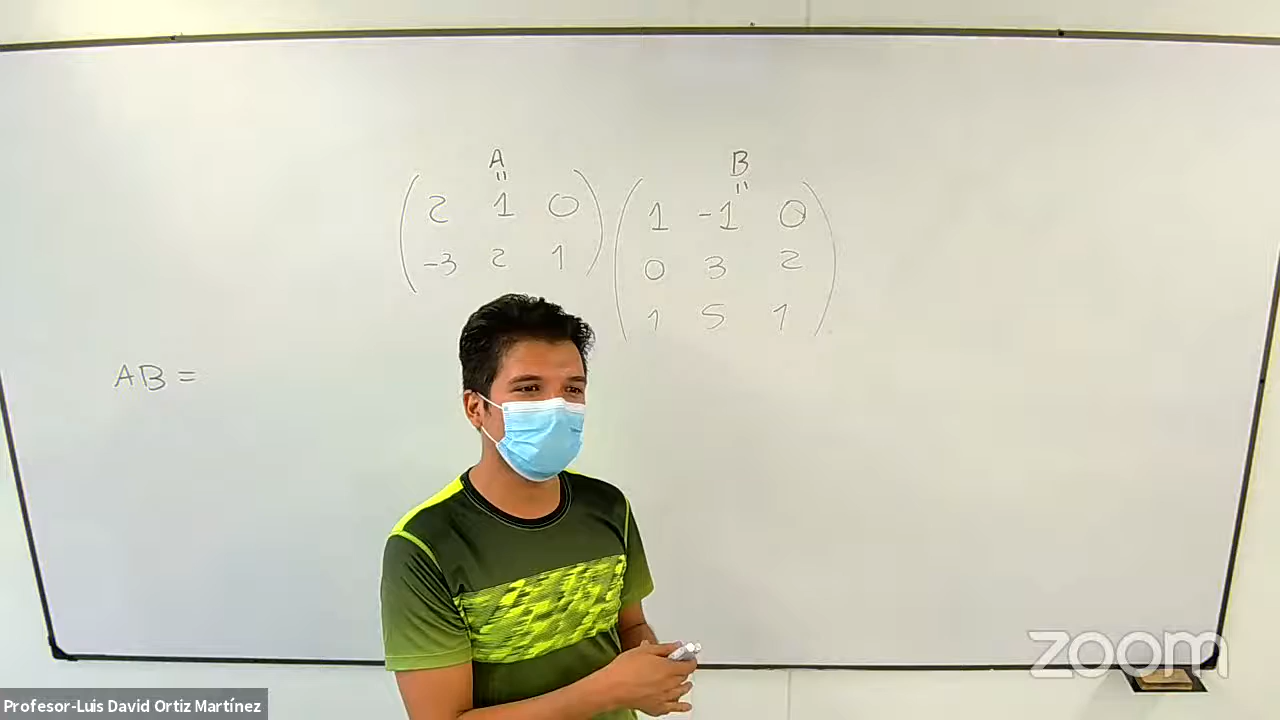 A B
" "
( 2 1 0 ) ( 1 -1 0 )
( -3 2 1 ) ( 0 3 2 )
( 1 5 1 )
AB =
zoom
Profesor-Luis David Ortiz Martínez